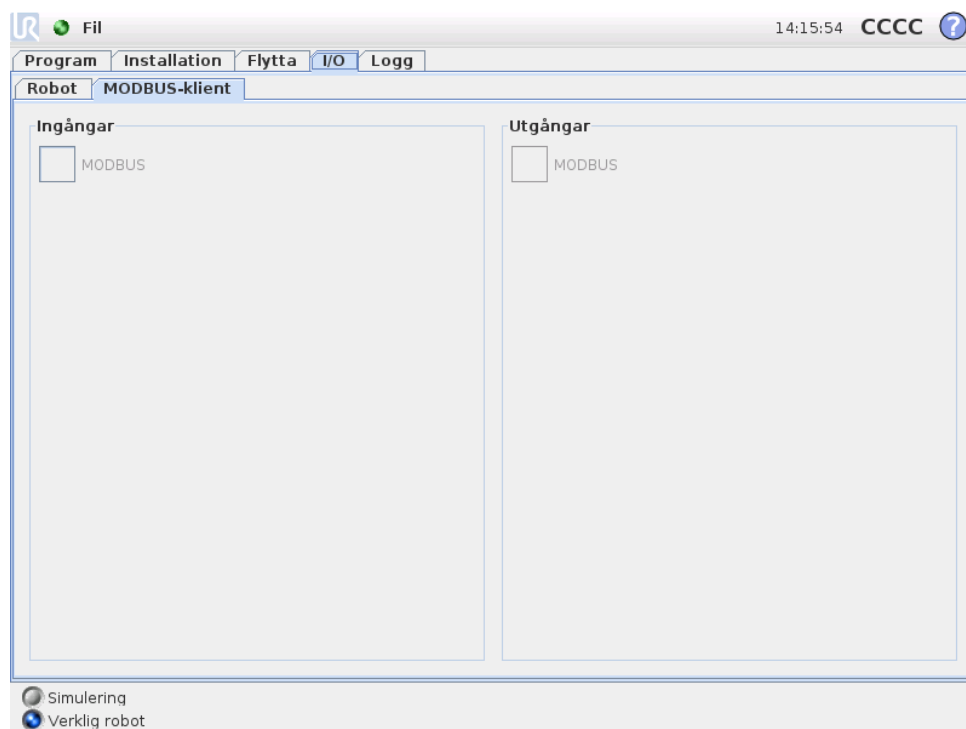 UR Fil 14:15:54 CCCC ?
Program Installation Flytta I/O Logg
Robot MODBUS-klient
Ingångar Utgångar
MODBUS MODBUS
Simulering
Verklig robot